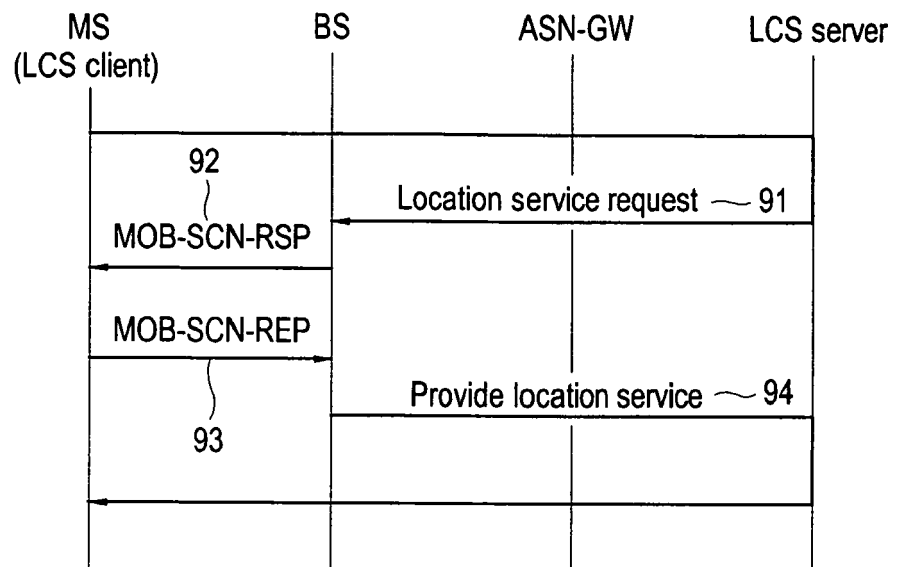 MS BS ASN-GW LCS server
(LCS client)
92
Location service request 91
MOB-SCN-RSP
MOB-SCN-REP
Provide location service 94
93